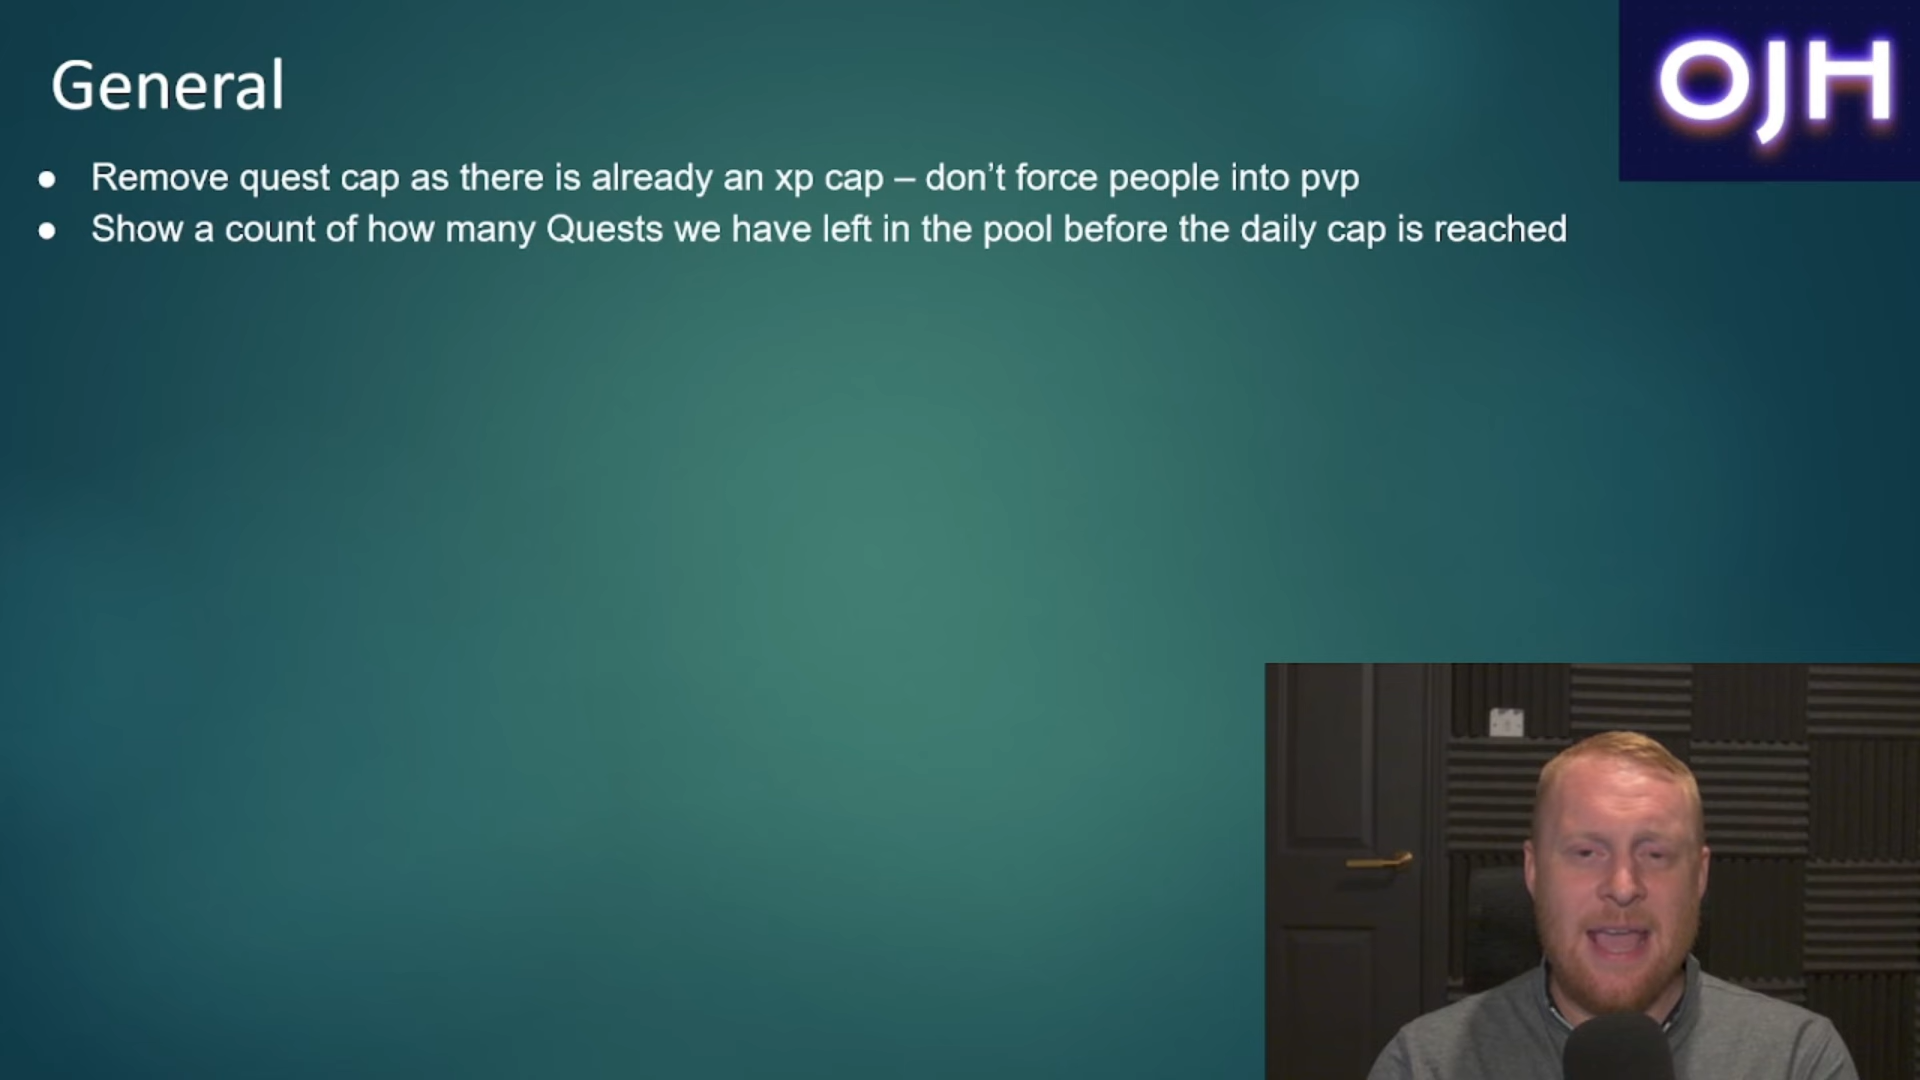 General
OJH
● Remove quest cap as there is already an xp cap – don’t force people into pvp
● Show a count of how many Quests we have left in the pool before the daily cap is reached